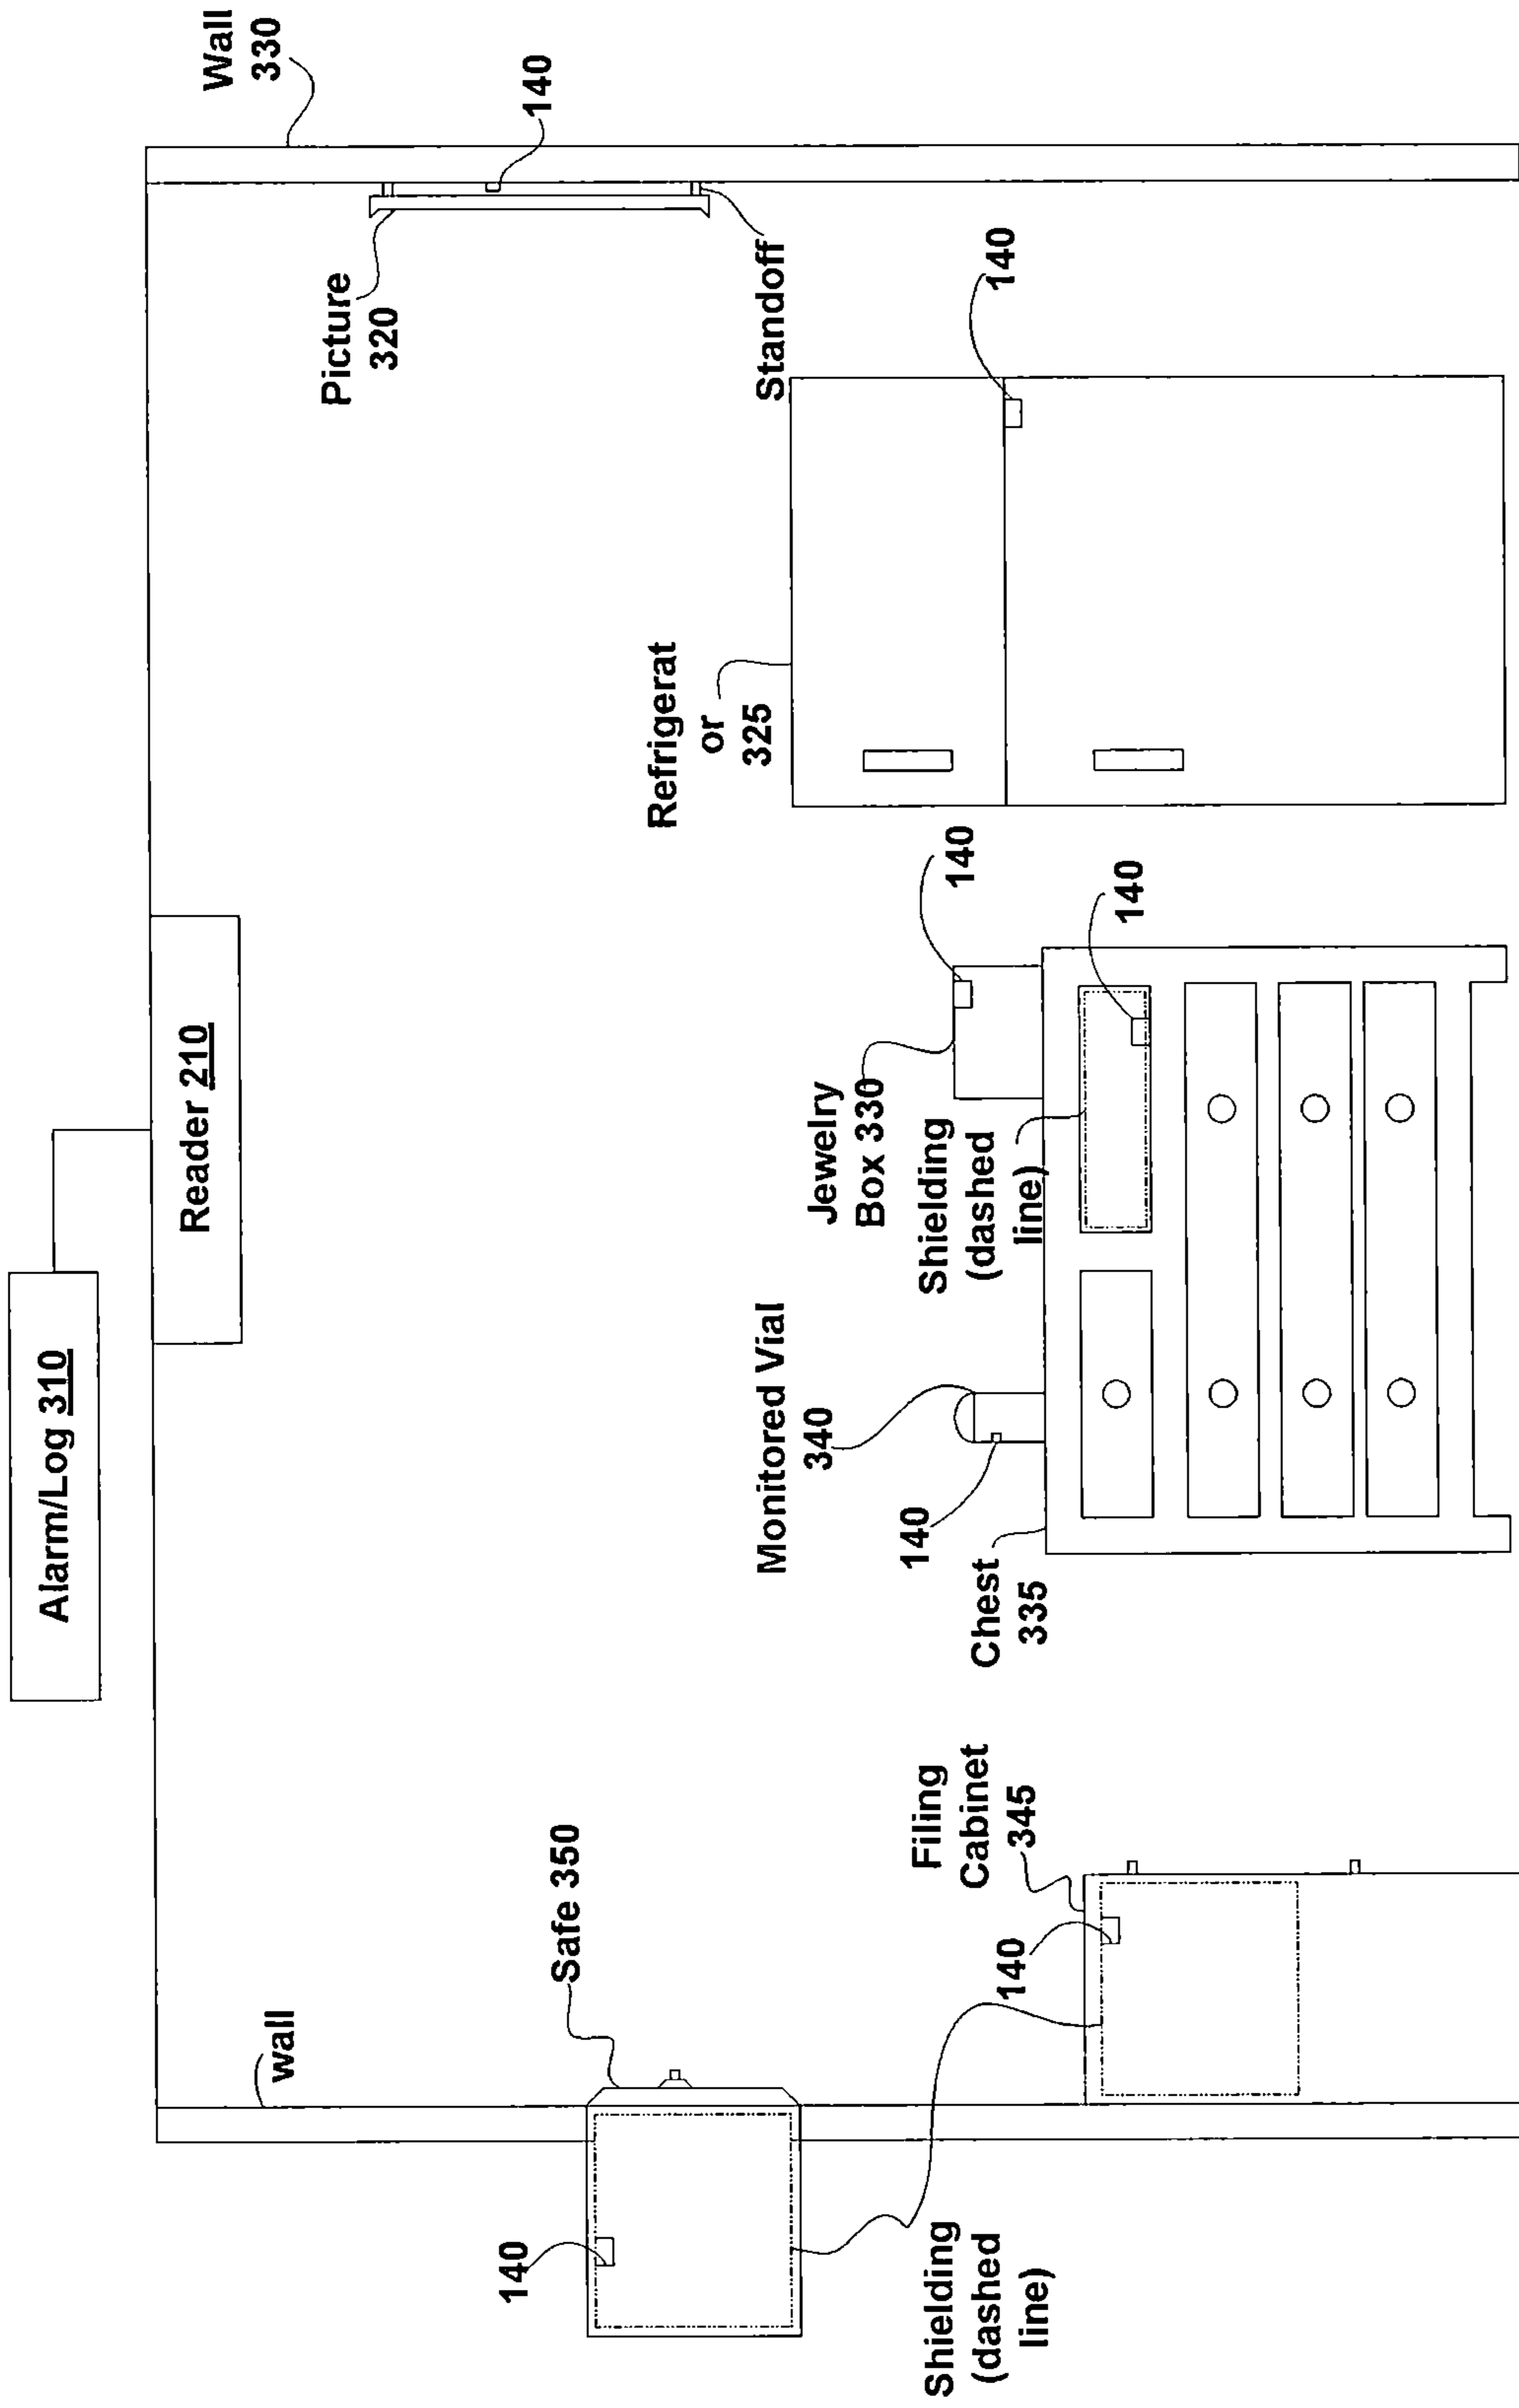 Alarm/Log 310
Reader 210
wall
Wall
330
140
Picture
320
Standoff
Safe 350
140
Shielding
(dashed
line)
Filing
Cabinet
345
140
Monitored Vial
340
140
Chest
335
Jewelry
Box 330
140
Shielding
(dashed
line)
140
Refrigerat
or
325
140